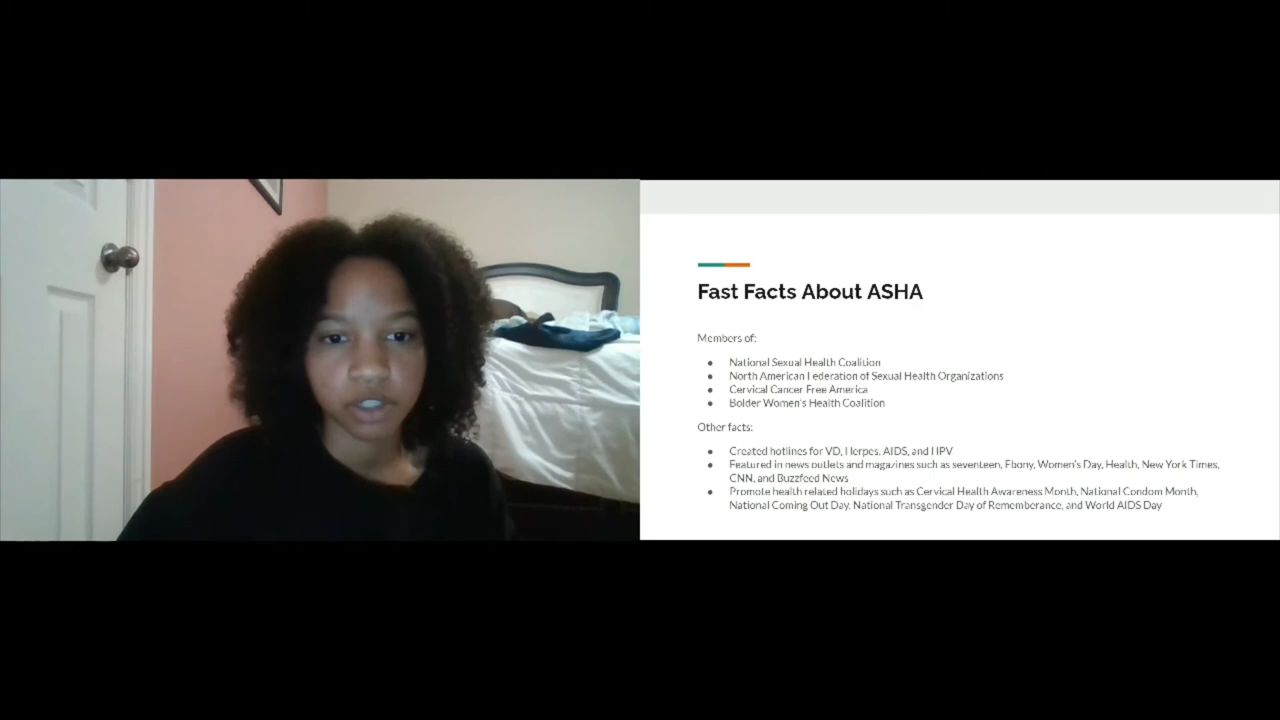 Fast Facts About ASHA
Members of:
● National Sexual Health Coalition
● North American Federation of Sexual Health Organizations
● Cervical Cancer Free America
● Bolder Women's Health Coalition
Other facts:
● Created hotlines for VD, Herpes, AIDS, and HPV
● Featured in news outlets and magazines such as seventeen, Ebony, Women's Day, Health, New York Times,
CNN, and Buzzfeed News
● Promote health related holidays such as Cervical Health Awareness Month, National Condom Month,
National Coming Out Day, National Transgender Day of Rememberance, and World AIDS Day